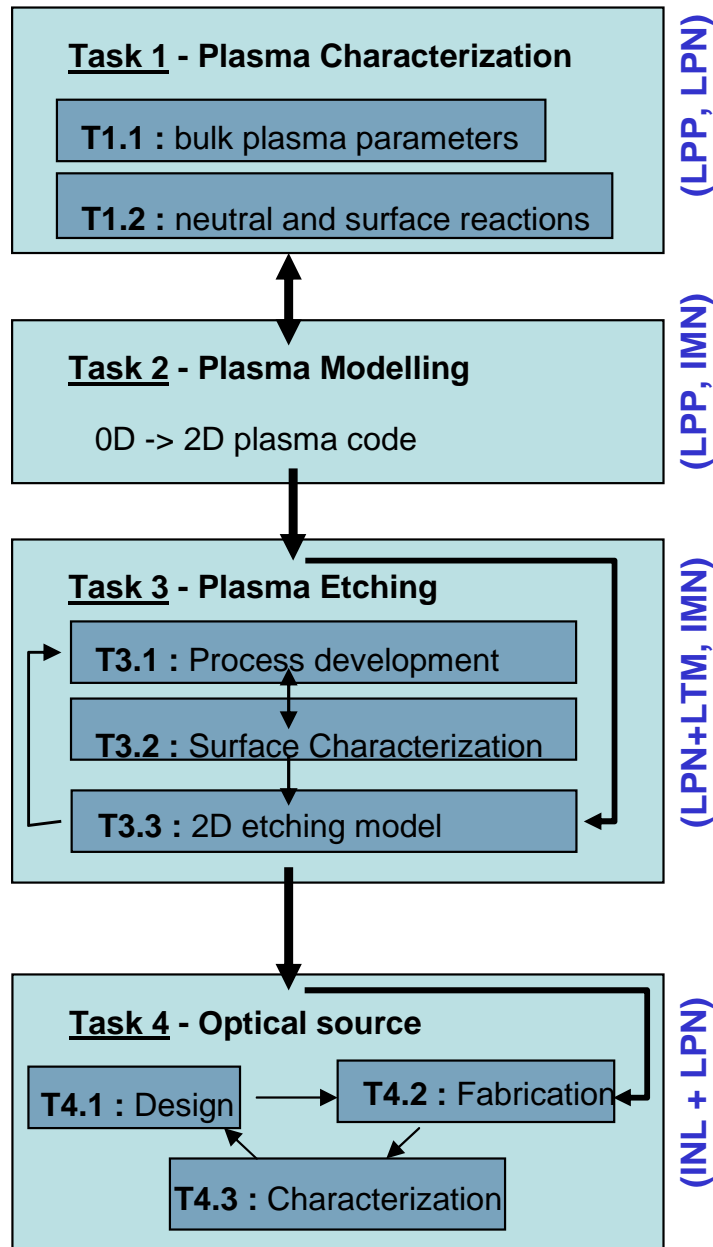 Task 1 - Plasma Characterization
T1.1 : bulk plasma parameters
T1.2 : neutral and surface reactions
(LPP, LPN)
Task 2 - Plasma Modelling
0D -> 2D plasma code
(LPP, IMN)
Task 3 - Plasma Etching
T3.1 : Process development
T3.2 : Surface Characterization
T3.3 : 2D etching model
(LPN+LTM, IMN)
Task 4 - Optical source
T4.1 : Design
T4.2 : Fabrication
T4.3 : Characterization
(INL + LPN)